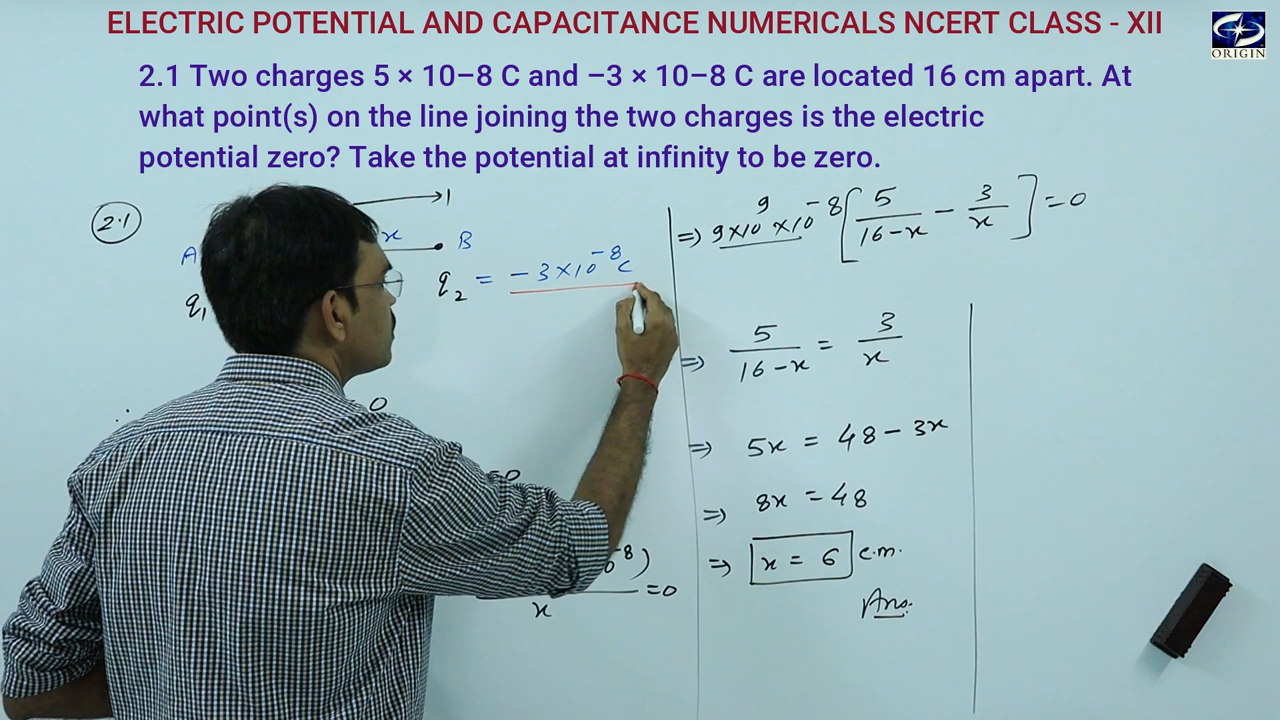 ELECTRIC POTENTIAL AND CAPACITANCE NUMERICALS NCERT CLASS - XII
ORIGIN
2.1 Two charges 5 × 10–8 C and –3 × 10–8 C are located 16 cm apart. At
what point(s) on the line joining the two charges is the electric
potential zero? Take the potential at infinity to be zero.
2.1
A x B
q₁ q₂ = -3×10⁻⁸C
∴ 0
=0
⁻⁸) / x =0
⇒ 9×10⁹×10⁻⁸ [5/(16-x) - 3/x] = 0
⇒ 5/(16-x) = 3/x
⇒ 5x = 48-3x
⇒ 8x = 48
⇒ x = 6 c.m.
Ans.